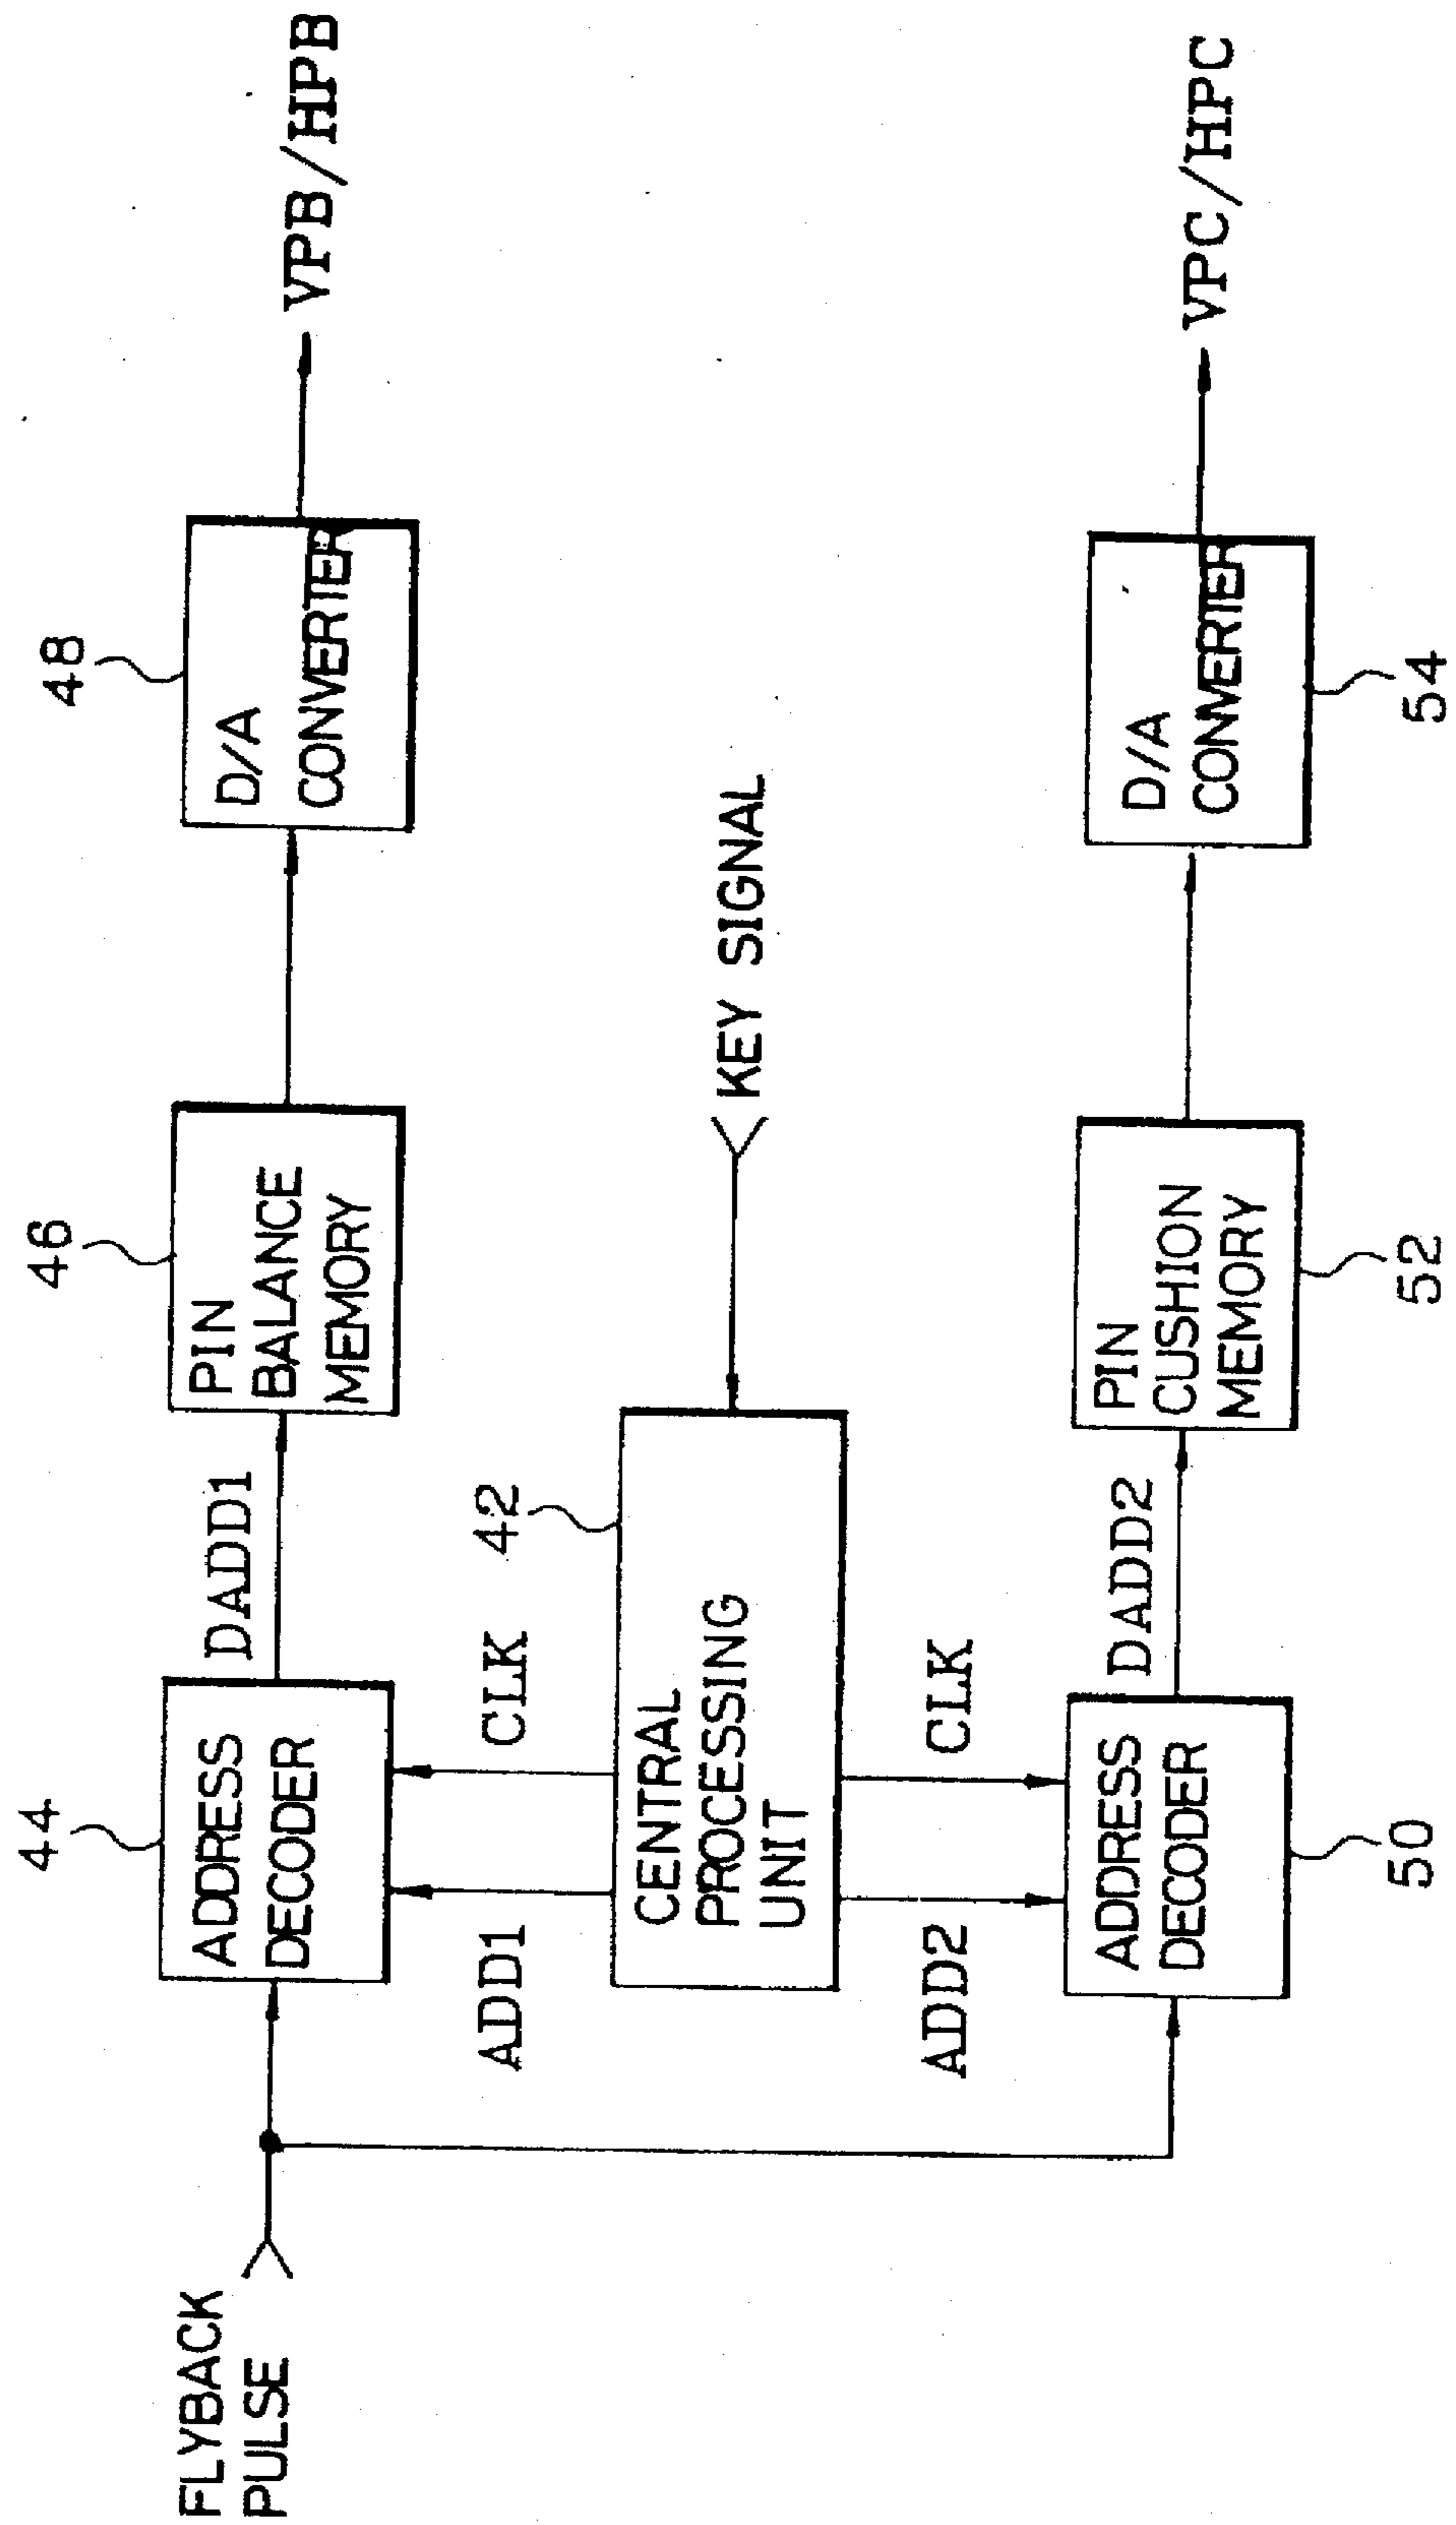 FLYBACK
PULSE
44
ADDRESS
DECODER
DADD1
46
PIN
BALANCE
MEMORY
48
D/A
CONVERTER
VPB/HPB
ADD1
CLK
42
CENTRAL
PROCESSING
UNIT
KEY SIGNAL
ADD2
CLK
ADDRESS
DECODER
50
DADD2
PIN
CUSHION
MEMORY
52
D/A
CONVERTER
54
VPC/HPC